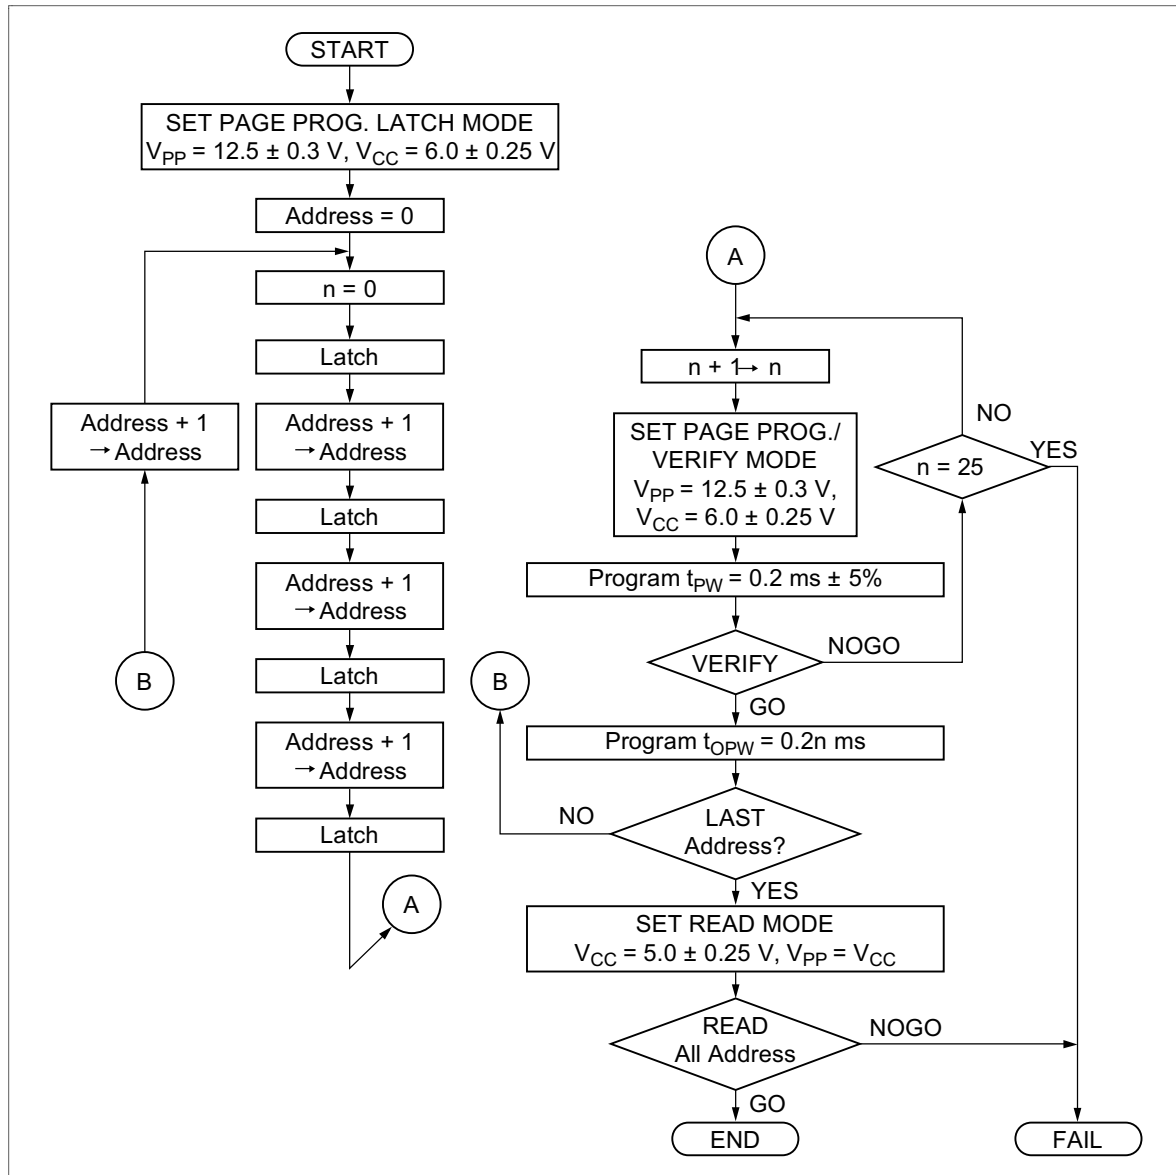 START
SET PAGE PROG. LATCH MODE
VPP = 12.5 ± 0.3 V, VCC = 6.0 ± 0.25 V
Address = 0
n = 0
Latch
Address + 1
→ Address
Latch
Address + 1
→ Address
Latch
Address + 1
→ Address
Latch
A
Address + 1
→ Address
B
A
n + 1→ n
SET PAGE PROG./
VERIFY MODE
VPP = 12.5 ± 0.3 V,
VCC = 6.0 ± 0.25 V
NO
YES
n = 25
Program tPW = 0.2 ms ± 5%
VERIFY
NOGO
GO
B
Program tOPW = 0.2n ms
NO
LAST
Address?
YES
SET READ MODE
VCC = 5.0 ± 0.25 V, VPP = VCC
READ
All Address
NOGO
GO
END
FAIL